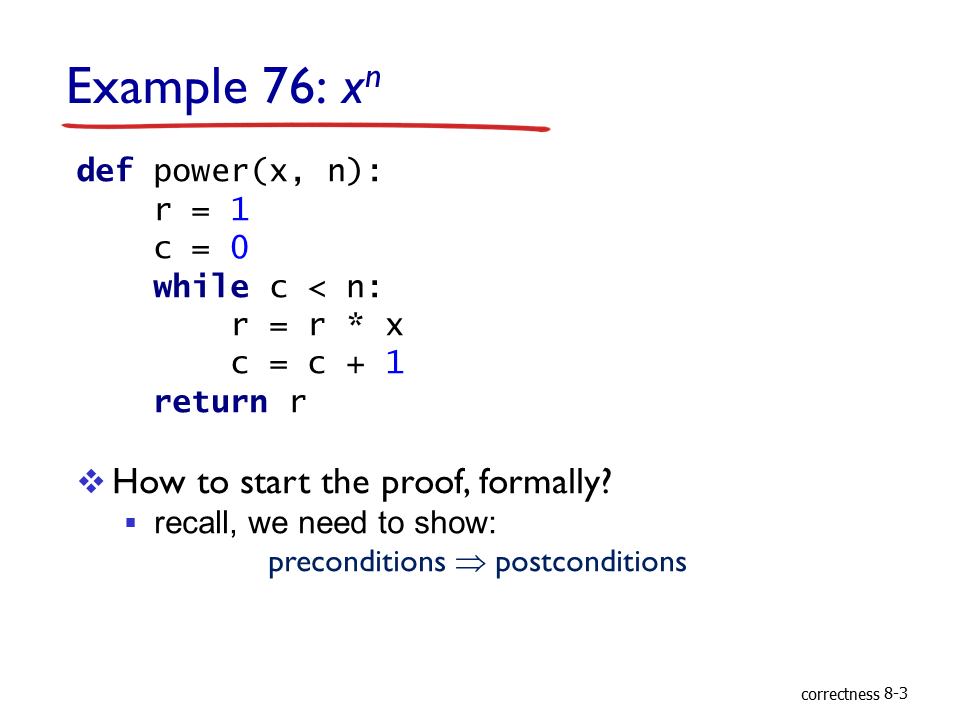 Example 76: xⁿ
def power(x, n):
    r = 1
    c = 0
    while c < n:
        r = r * x
        c = c + 1
    return r
❖ How to start the proof, formally?
▪ recall, we need to show:
preconditions ⇒ postconditions
correctness 8-3